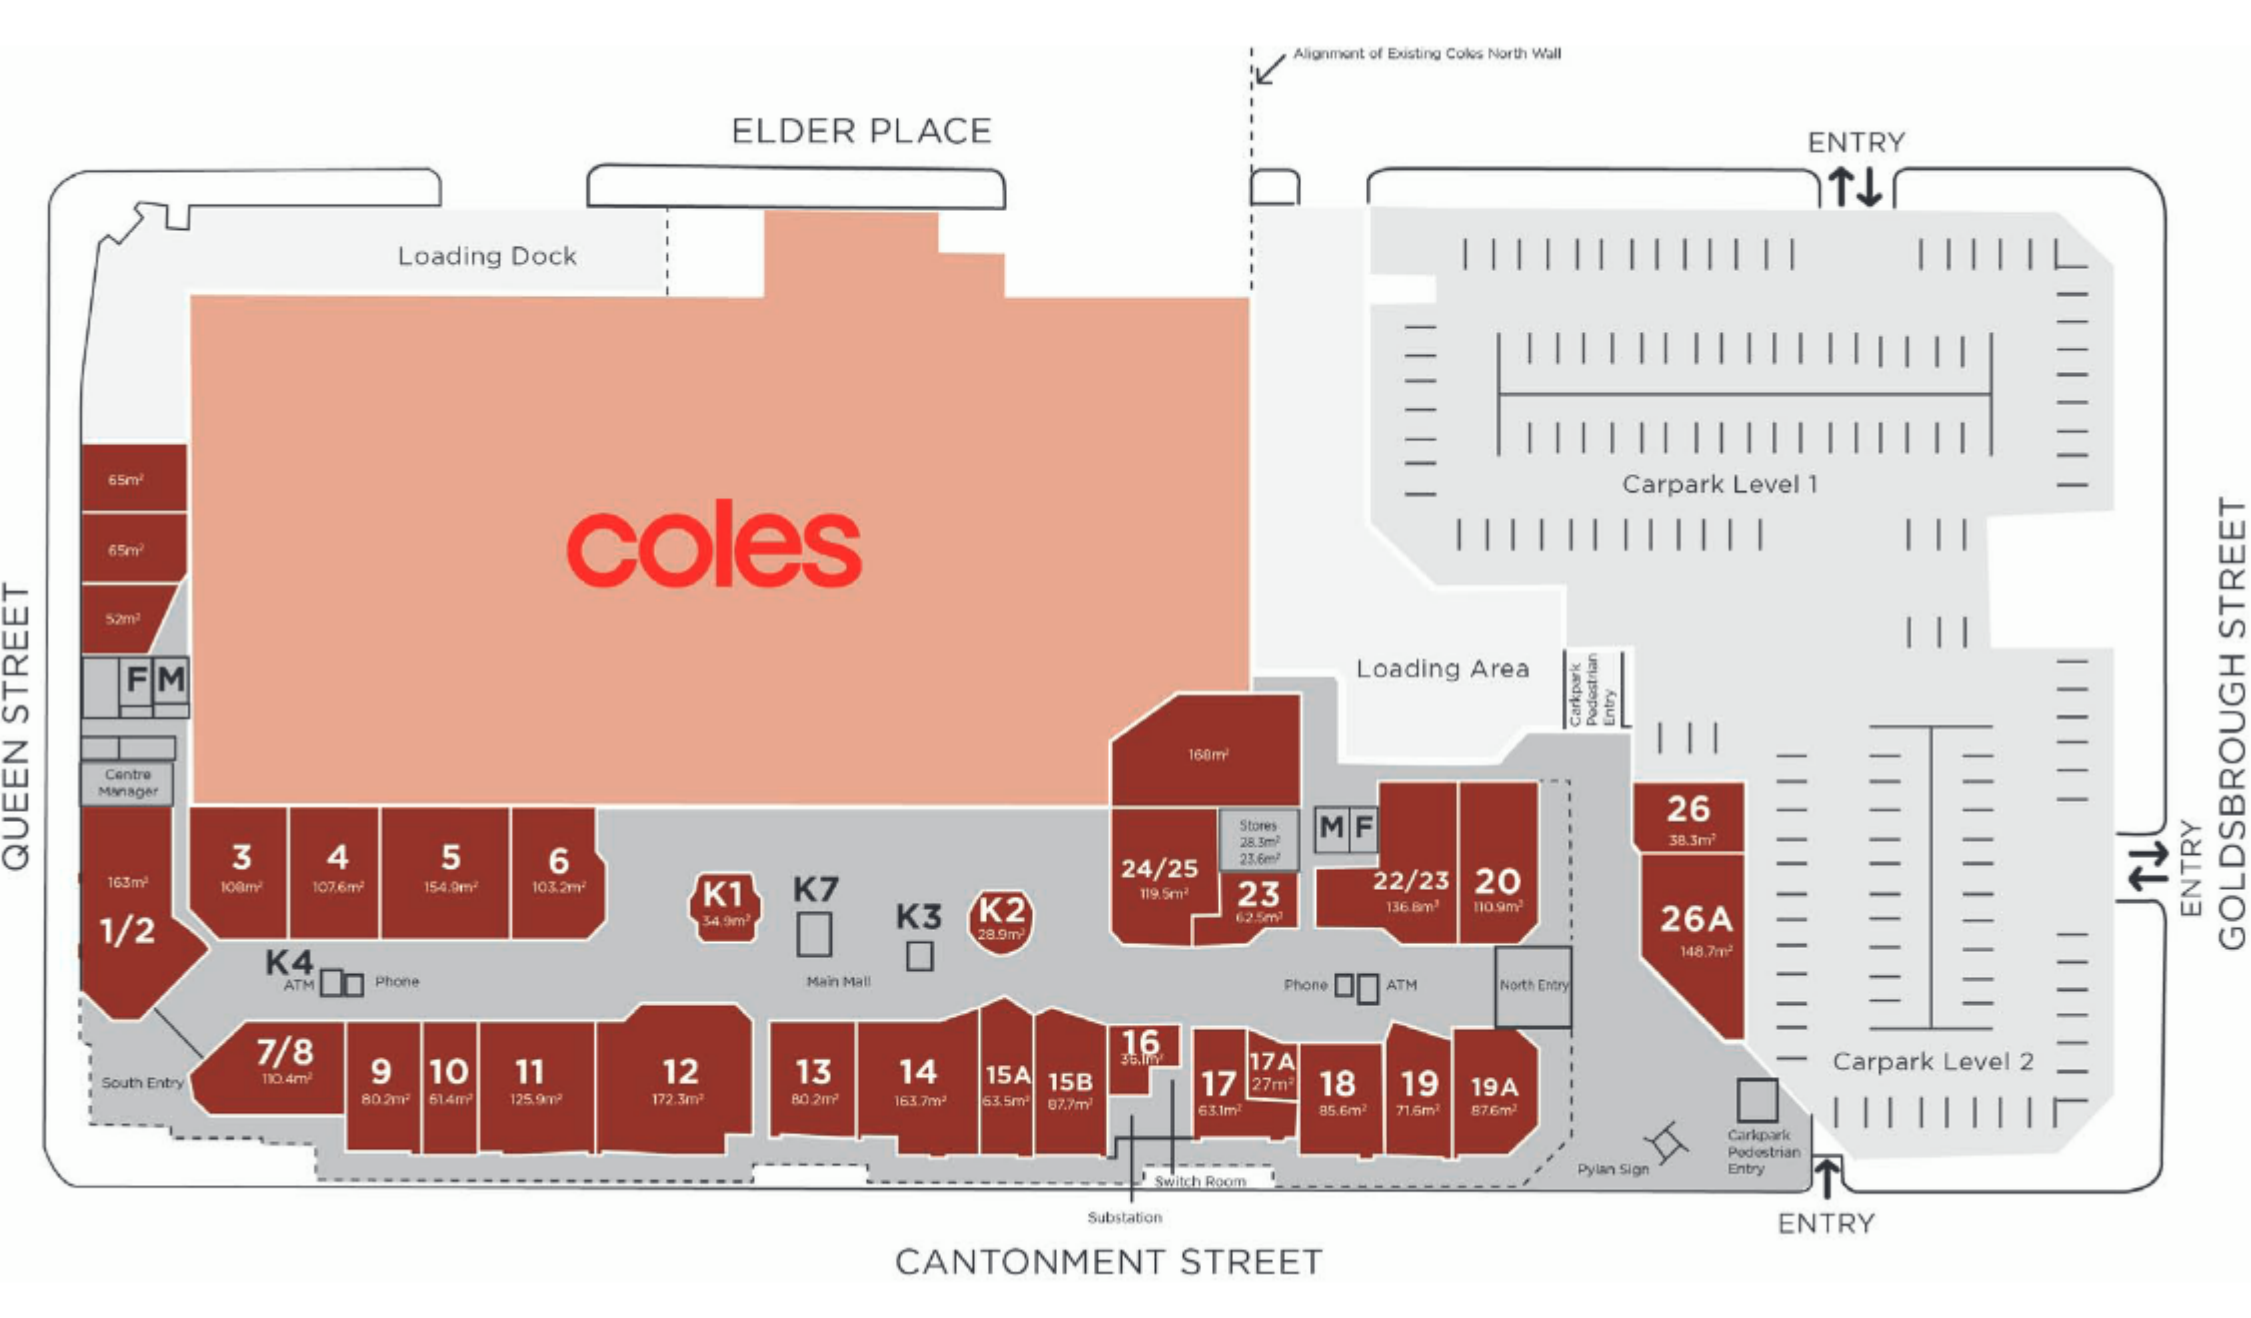 Alignment of Existing Coles North Wall
ELDER PLACE
ENTRY
Loading Dock
coles
Carpark Level 1
65m²
65m²
52m²
F M
Centre
Manager
QUEEN STREET
GOLDSBROUGH STREET
Loading Area
Carkpark
Pedestrian
Entry
168m²
163m²
1/2
3
108m²
4
107.6m²
5
154.9m²
6
103.2m²
K1
34.9m²
K7
K3
K2
28.9m²
24/25
119.5m²
Stores
28.3m²
23.6m²
23
62.5m²
M F
22/23
136.8m²
20
110.9m²
26
38.3m²
26A
148.7m²
ENTRY
K4
ATM
Phone
Main Mall
Phone
ATM
North Entry
South Entry
7/8
110.4m²
9
80.2m²
10
61.4m²
11
125.9m²
12
172.3m²
13
80.2m²
14
163.7m²
15A
63.5m²
15B
87.7m²
16
17
63.1m²
17A
27m²
18
85.6m²
19
71.6m²
19A
87.6m²
Carpark Level 2
Pylan Sign
Carkpark
Pedestrian
Entry
Switch Room
Substation
ENTRY
CANTONMENT STREET